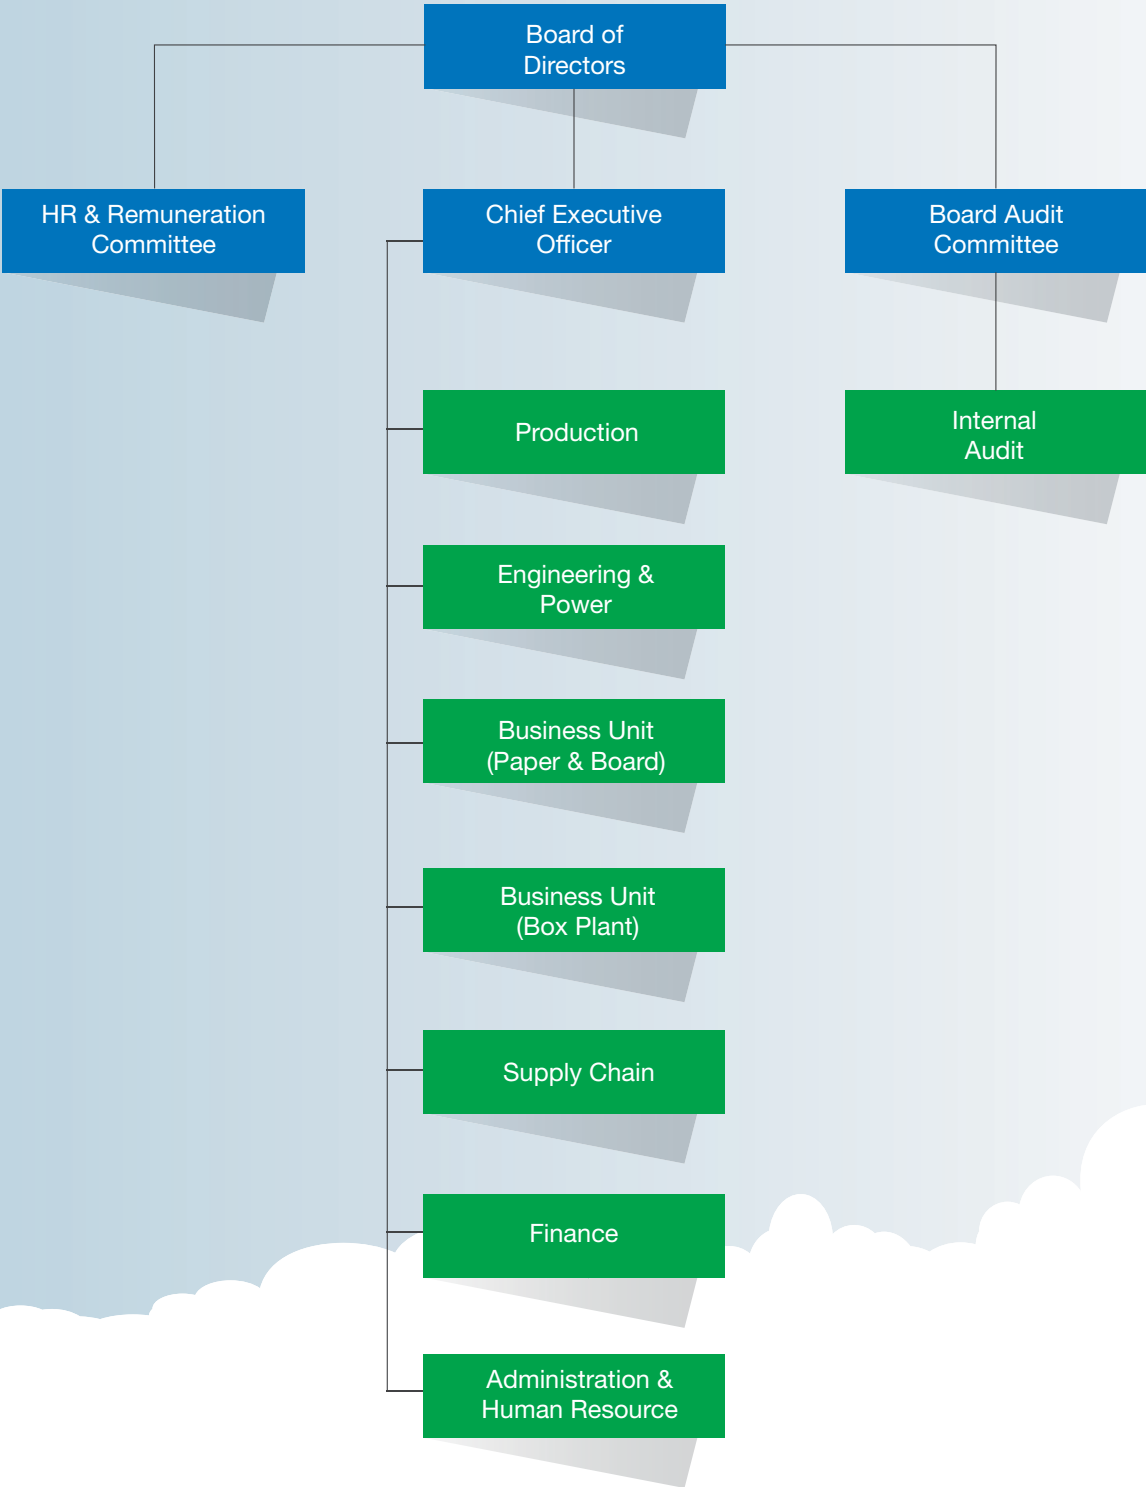 Board of
Directors
HR & Remuneration
Committee
Chief Executive
Officer
Board Audit
Committee
Production
Internal
Audit
Engineering &
Power
Business Unit
(Paper & Board)
Business Unit
(Box Plant)
Supply Chain
Finance
Administration &
Human Resource